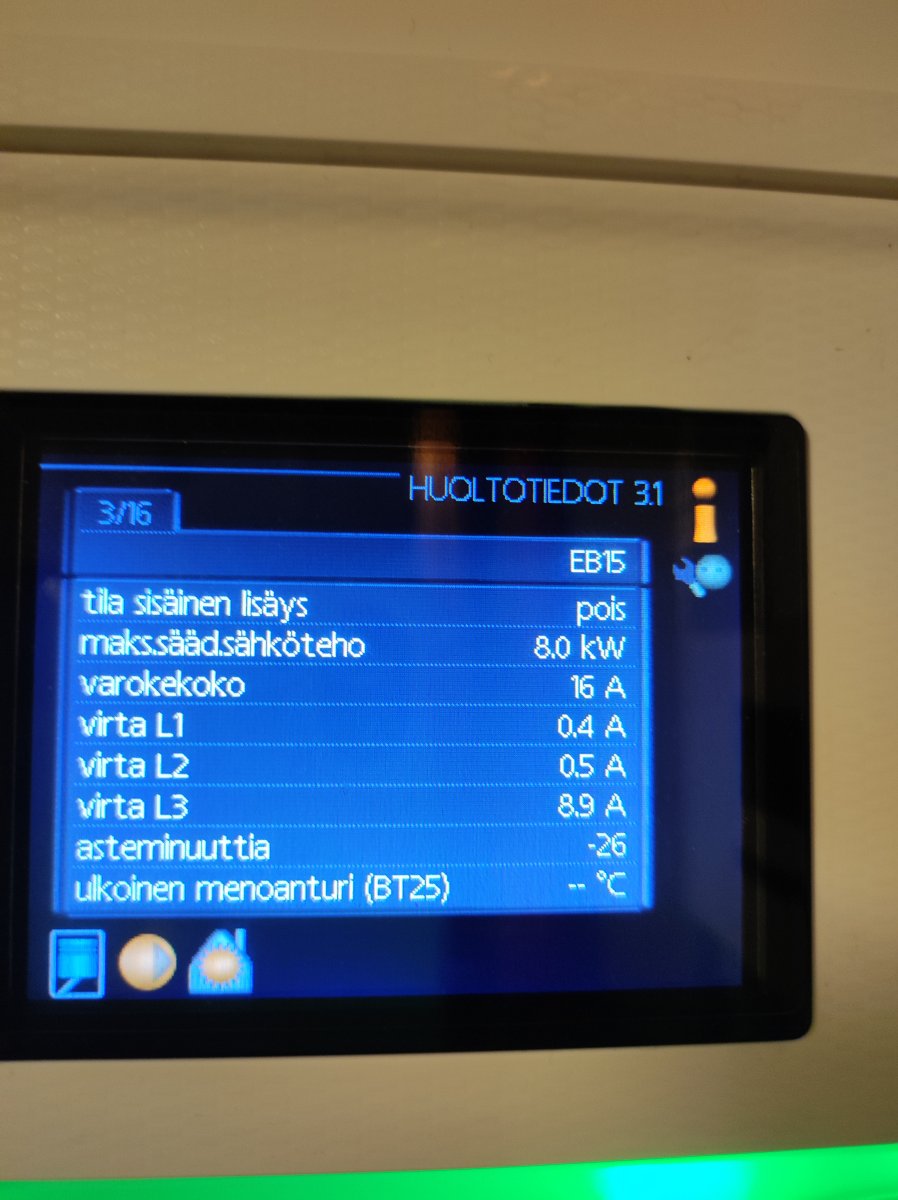 HUOLTOTIEDOT 3.1
3/16
EB15
tila sisäinen lisäys pois
maks.sääd.sähköteho 8.0 kW
varokekoko 16 A
virta L1 0.4 A
virta L2 0.5 A
virta L3 8.9 A
asteminuuttia -26
ulkoinen menoanturi (BT25) -- °C